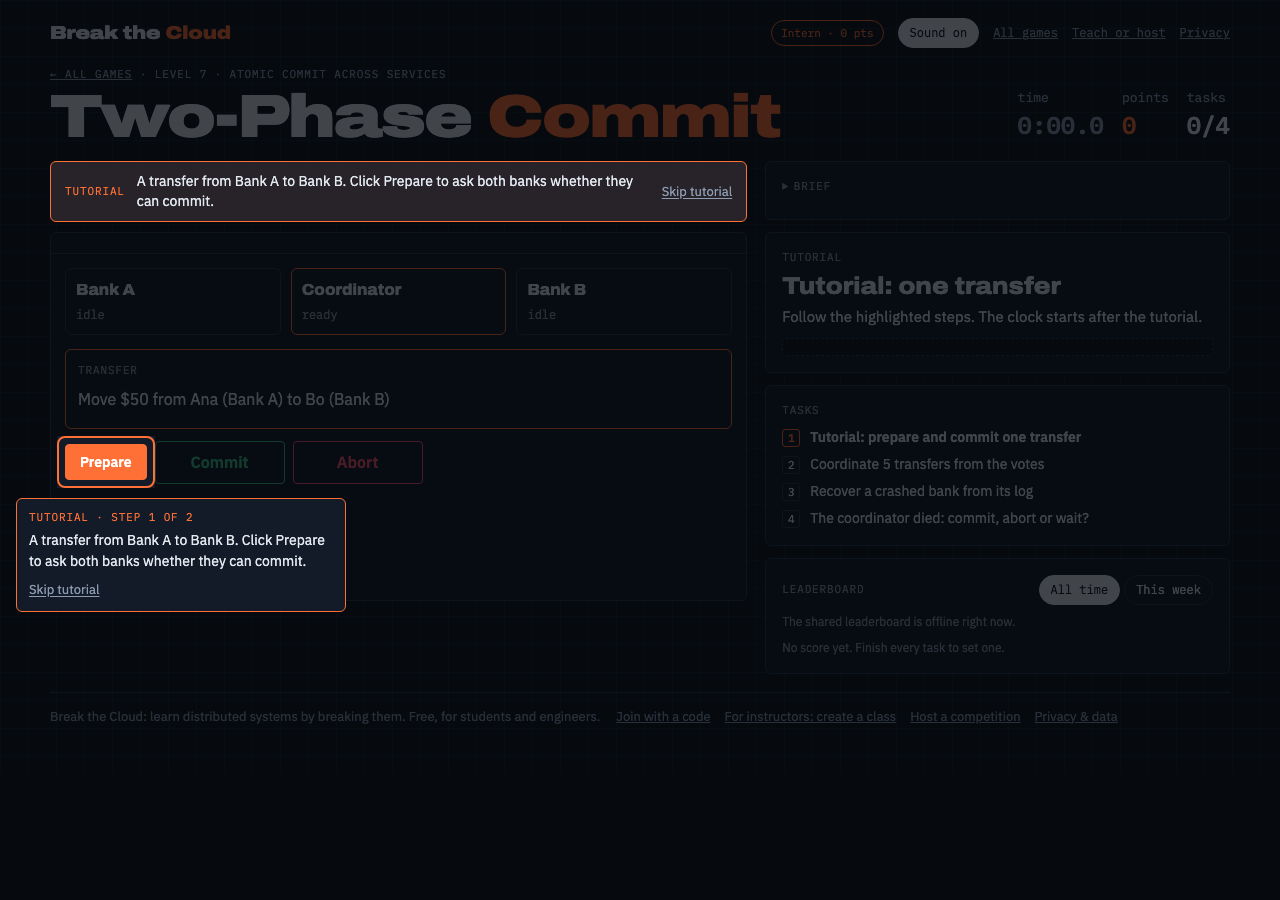 Break the Cloud
Intern · 0 pts
Sound on
All games
Teach or host
Privacy
← ALL GAMES · LEVEL 7 · ATOMIC COMMIT ACROSS SERVICES
Two-Phase Commit
time
points
tasks
0:00.0
0
0/4
TUTORIAL
A transfer from Bank A to Bank B. Click Prepare to ask both banks whether they
can commit.
Skip tutorial
Bank A
idle
Coordinator
ready
Bank B
idle
TRANSFER
Move $50 from Ana (Bank A) to Bo (Bank B)
Prepare
Commit
Abort
TUTORIAL · STEP 1 OF 2
A transfer from Bank A to Bank B. Click Prepare
to ask both banks whether they can commit.
Skip tutorial
▶ BRIEF
TUTORIAL
Tutorial: one transfer
Follow the highlighted steps. The clock starts after the tutorial.
TASKS
1 Tutorial: prepare and commit one transfer
2 Coordinate 5 transfers from the votes
3 Recover a crashed bank from its log
4 The coordinator died: commit, abort or wait?
LEADERBOARD
All time
This week
The shared leaderboard is offline right now.
No score yet. Finish every task to set one.
Break the Cloud: learn distributed systems by breaking them. Free, for students and engineers.
Join with a code
For instructors: create a class
Host a competition
Privacy & data